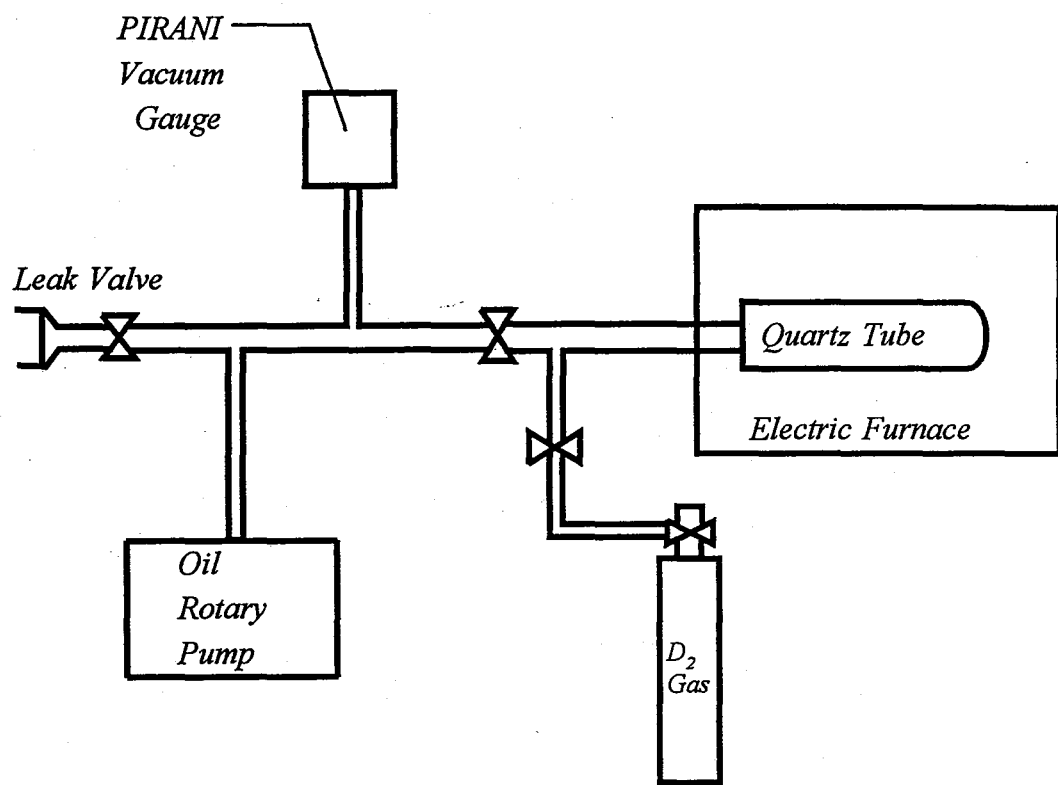 PIRANI
Vacuum
Gauge
Leak Valve
Quartz Tube
Electric Furnace
Oil
Rotary
Pump
D₂
Gas